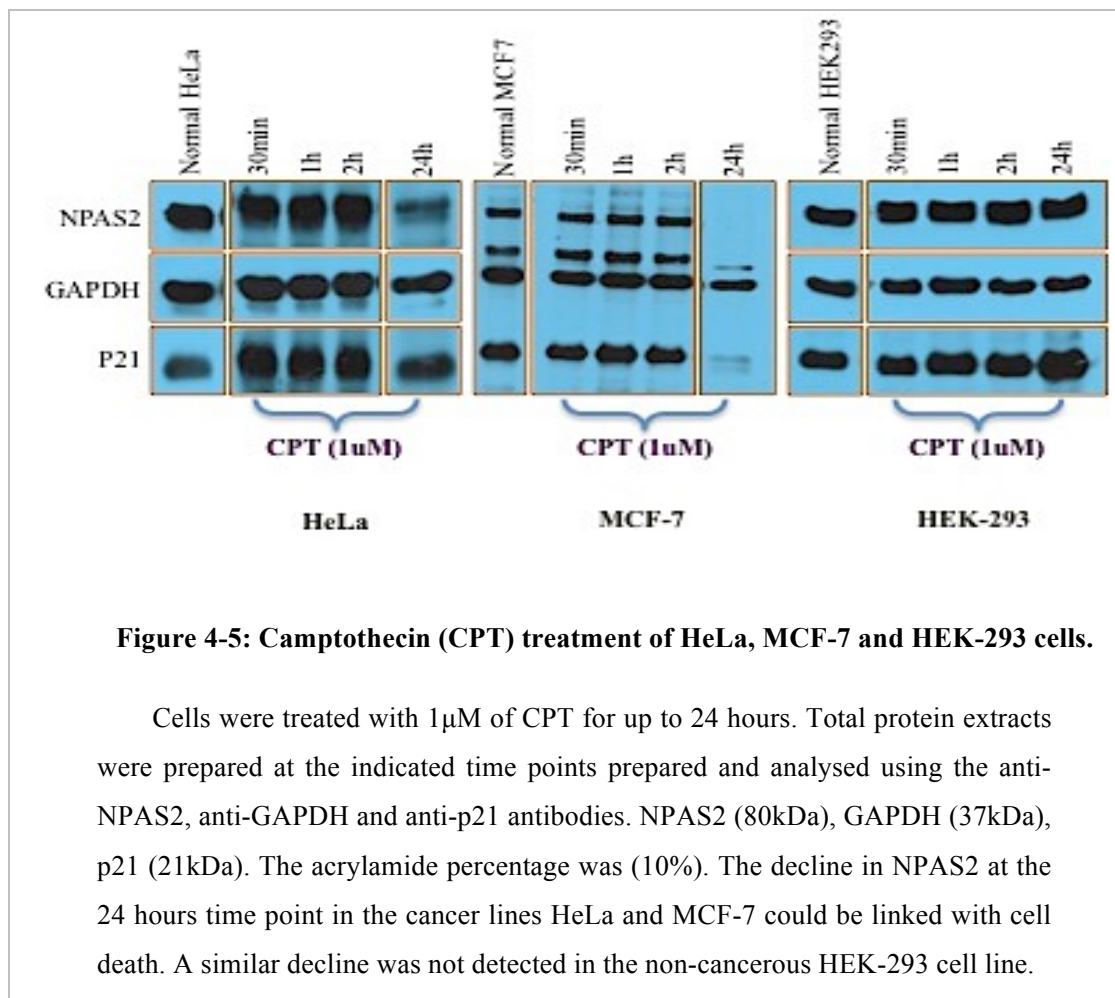 Normal HeLa 30min 1h 2h 24h Normal MCF7 30min 1h 2h 24h Normal HEK293 30min 1h 2h 24h
NPAS2
GAPDH
P21
CPT (1uM) CPT (1uM) CPT (1uM)
HeLa MCF-7 HEK-293
Figure 4-5: Camptothecin (CPT) treatment of HeLa, MCF-7 and HEK-293 cells.
Cells were treated with 1μM of CPT for up to 24 hours. Total protein extracts
were prepared at the indicated time points prepared and analysed using the anti-
NPAS2, anti-GAPDH and anti-p21 antibodies. NPAS2 (80kDa), GAPDH (37kDa),
p21 (21kDa). The acrylamide percentage was (10%). The decline in NPAS2 at the
24 hours time point in the cancer lines HeLa and MCF-7 could be linked with cell
death. A similar decline was not detected in the non-cancerous HEK-293 cell line.